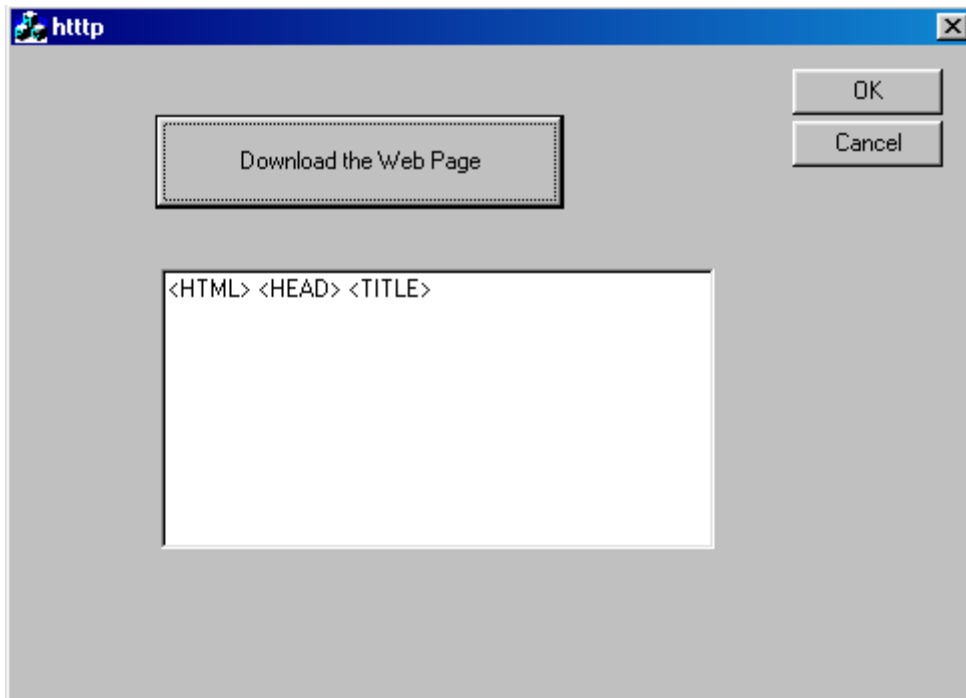 htttp
OK
Download the Web Page
Cancel
<HTML> <HEAD> <TITLE>